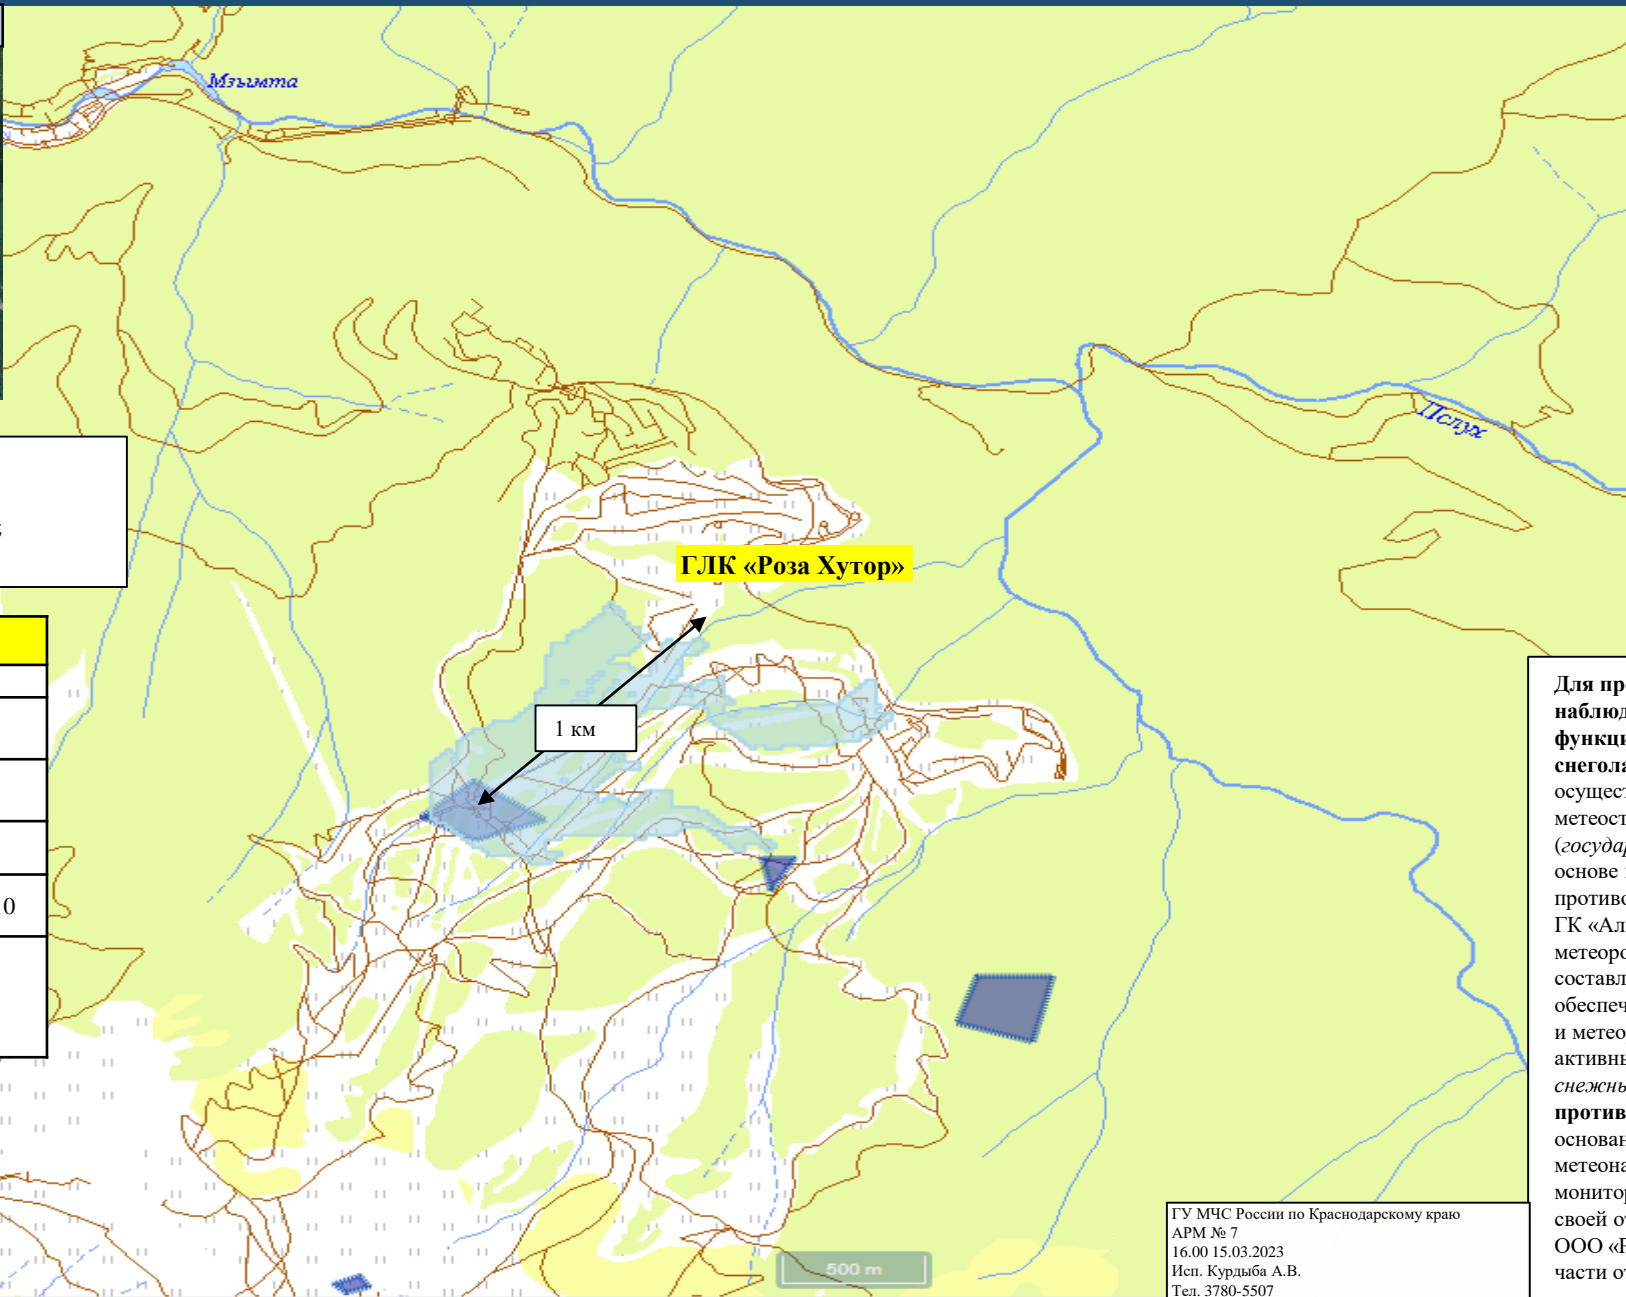 Мзымта
Пслух
ГЛК «Роза Хутор»
1 км
0
Для пр
наблюд
функци
снегола
осущест
метеост
(государ
основе
противо
ГК «Ал
метеоро
составл
обеспеч
и метео
активны
снежны
против
основан
метеона
монитор
своей от
ООО «Р
части от
500 m
ГУ МЧС России по Краснодарскому краю
АРМ № 7
16.00 15.03.2023
Исп. Курдыба А.В.
Тел. 3780-5507